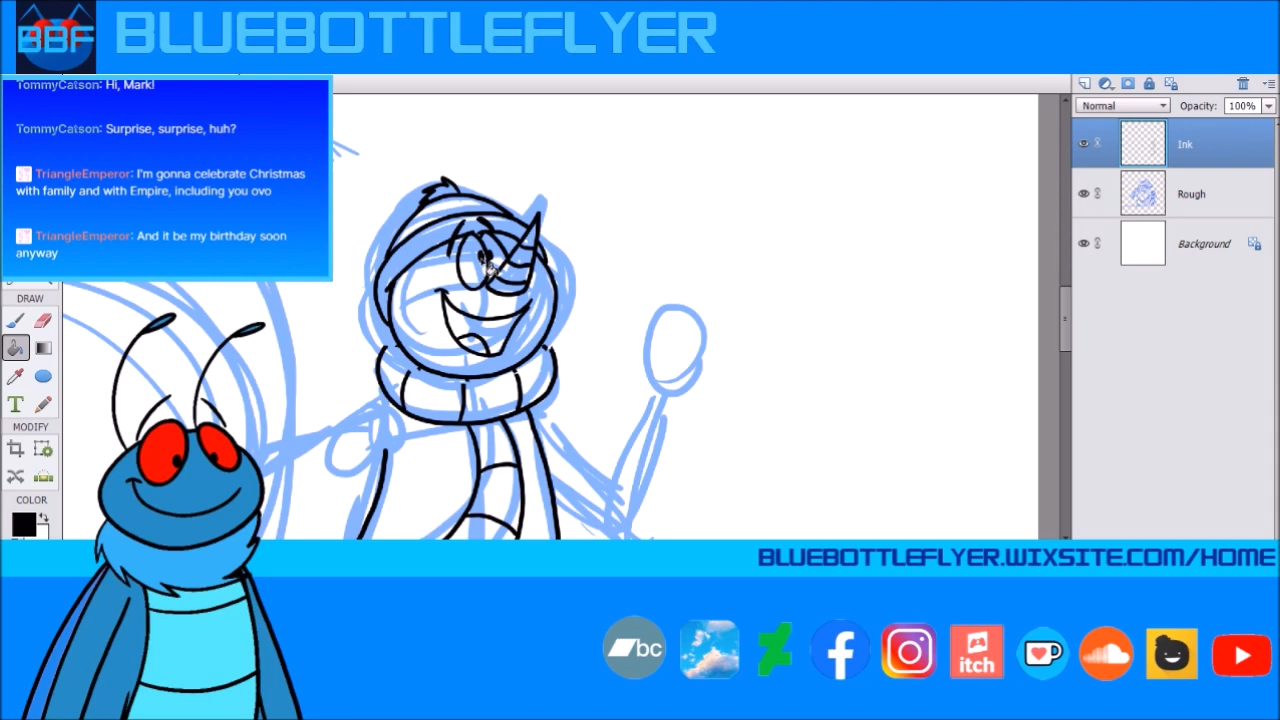 BBF
BLUEBOTTLEFLYER
TommyCatson: Hi, Mark!
TommyCatson: Surprise, surprise, huh?
TriangleEmperor: I'm gonna celebrate Christmas
with family and with Empire, including you ovo
TriangleEmperor: And it be my birthday soon
anyway
Normal
Opacity: 100%
Ink
Rough
Background
DRAW
T
MODIFY
COLOR
BLUEBOTTLEFLYER.WIXSITE.COM/HOME
bc
itch